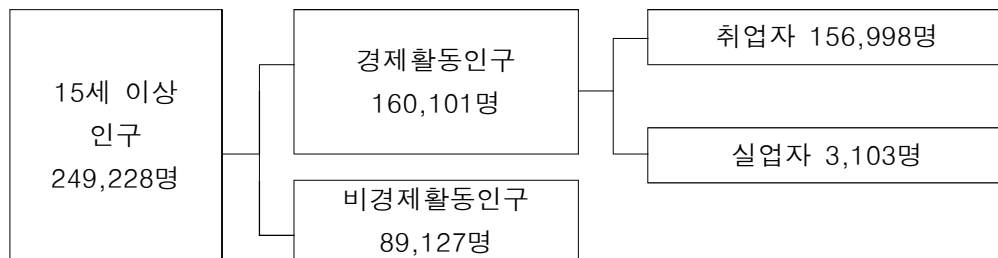 15세 이상
인구
249,228명
경제활동인구
160,101명
비경제활동인구
89,127명
취업자 156,998명
실업자 3,103명